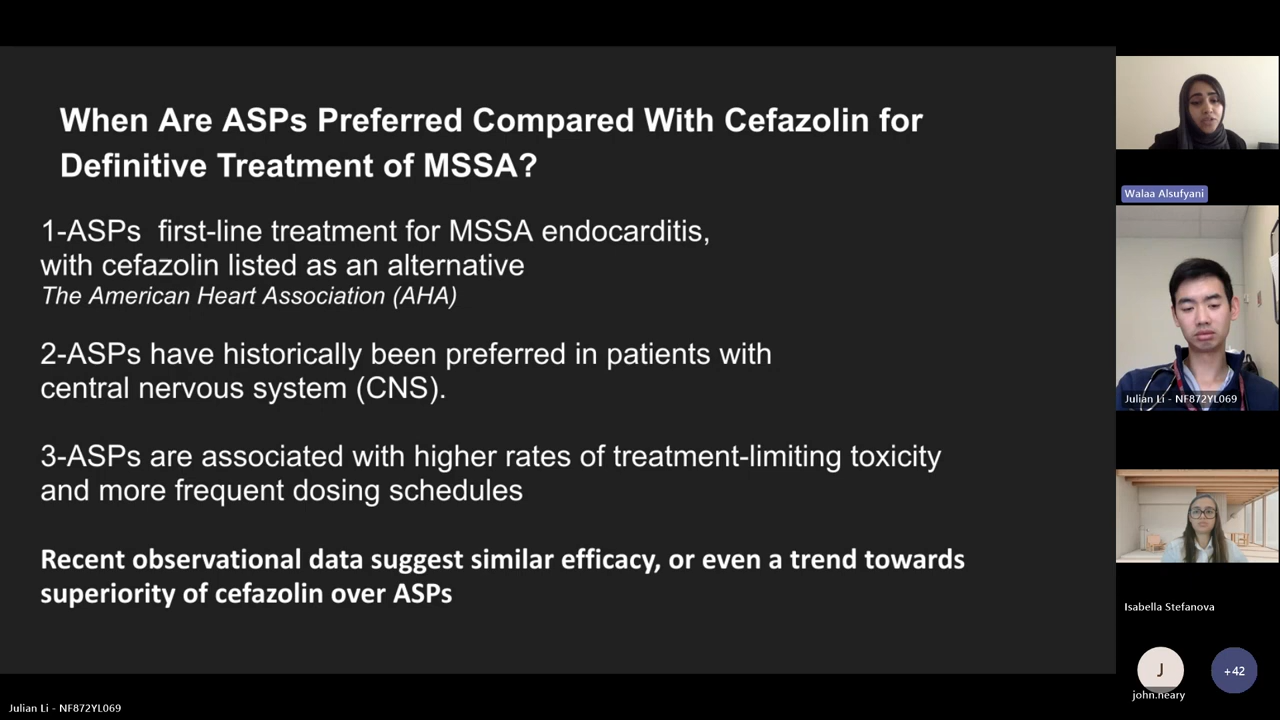 When Are ASPs Preferred Compared With Cefazolin for
Definitive Treatment of MSSA?
1-ASPs  first-line treatment for MSSA endocarditis,
with cefazolin listed as an alternative
The American Heart Association (AHA)
2-ASPs have historically been preferred in patients with
central nervous system (CNS).
3-ASPs are associated with higher rates of treatment-limiting toxicity
and more frequent dosing schedules
Recent observational data suggest similar efficacy, or even a trend towards
superiority of cefazolin over ASPs
Walaa Alsufyani
Julian Li - NF872YL069
Isabella Stefanova
J
+42
john.neary
Julian Li - NF872YL069